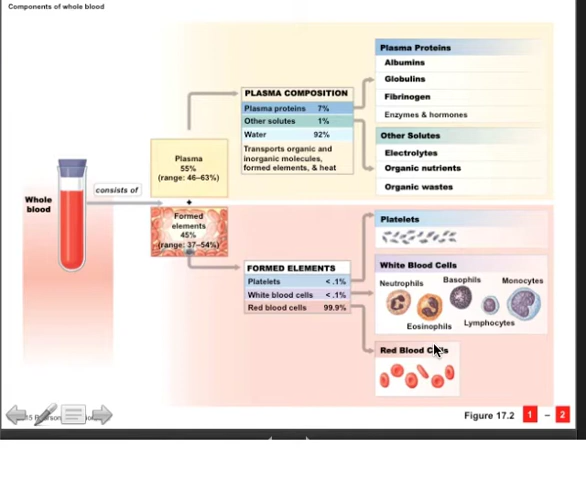 Components of whole blood
Plasma Proteins
Albumins
Globulins
Fibrinogen
Enzymes & hormones
PLASMA COMPOSITION
Plasma proteins 7%
Other solutes 1%
Water 92%
Transports organic and
inorganic molecules,
formed elements, & heat
Other Solutes
Electrolytes
Organic nutrients
Organic wastes
Plasma
55%
(range: 46–63%)
Whole
blood
consists of
+
Formed
elements
45%
(range: 37–54%)
Platelets
FORMED ELEMENTS
Platelets < .1%
White blood cells < .1%
Red blood cells 99.9%
White Blood Cells
Neutrophils
Basophils
Monocytes
Eosinophils
Lymphocytes
Red Blood
Figure 17.2 1 – 2